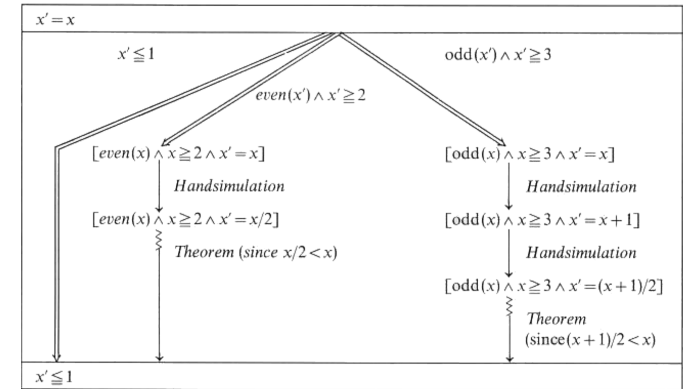 x′=x
x′≦1
odd(x′)∧x′≧3
even(x′)∧x′≧2
[even(x)∧x≧2∧x′=x]
[odd(x)∧x≧3∧x′=x]
Handsimulation
Handsimulation
[even(x)∧x≧2∧x′=x/2]
[odd(x)∧x≧3∧x′=x+1]
Theorem (since x/2<x)
Handsimulation
[odd(x)∧x≧3∧x′=(x+1)/2]
Theorem
(since(x+1)/2<x)
x′≦1